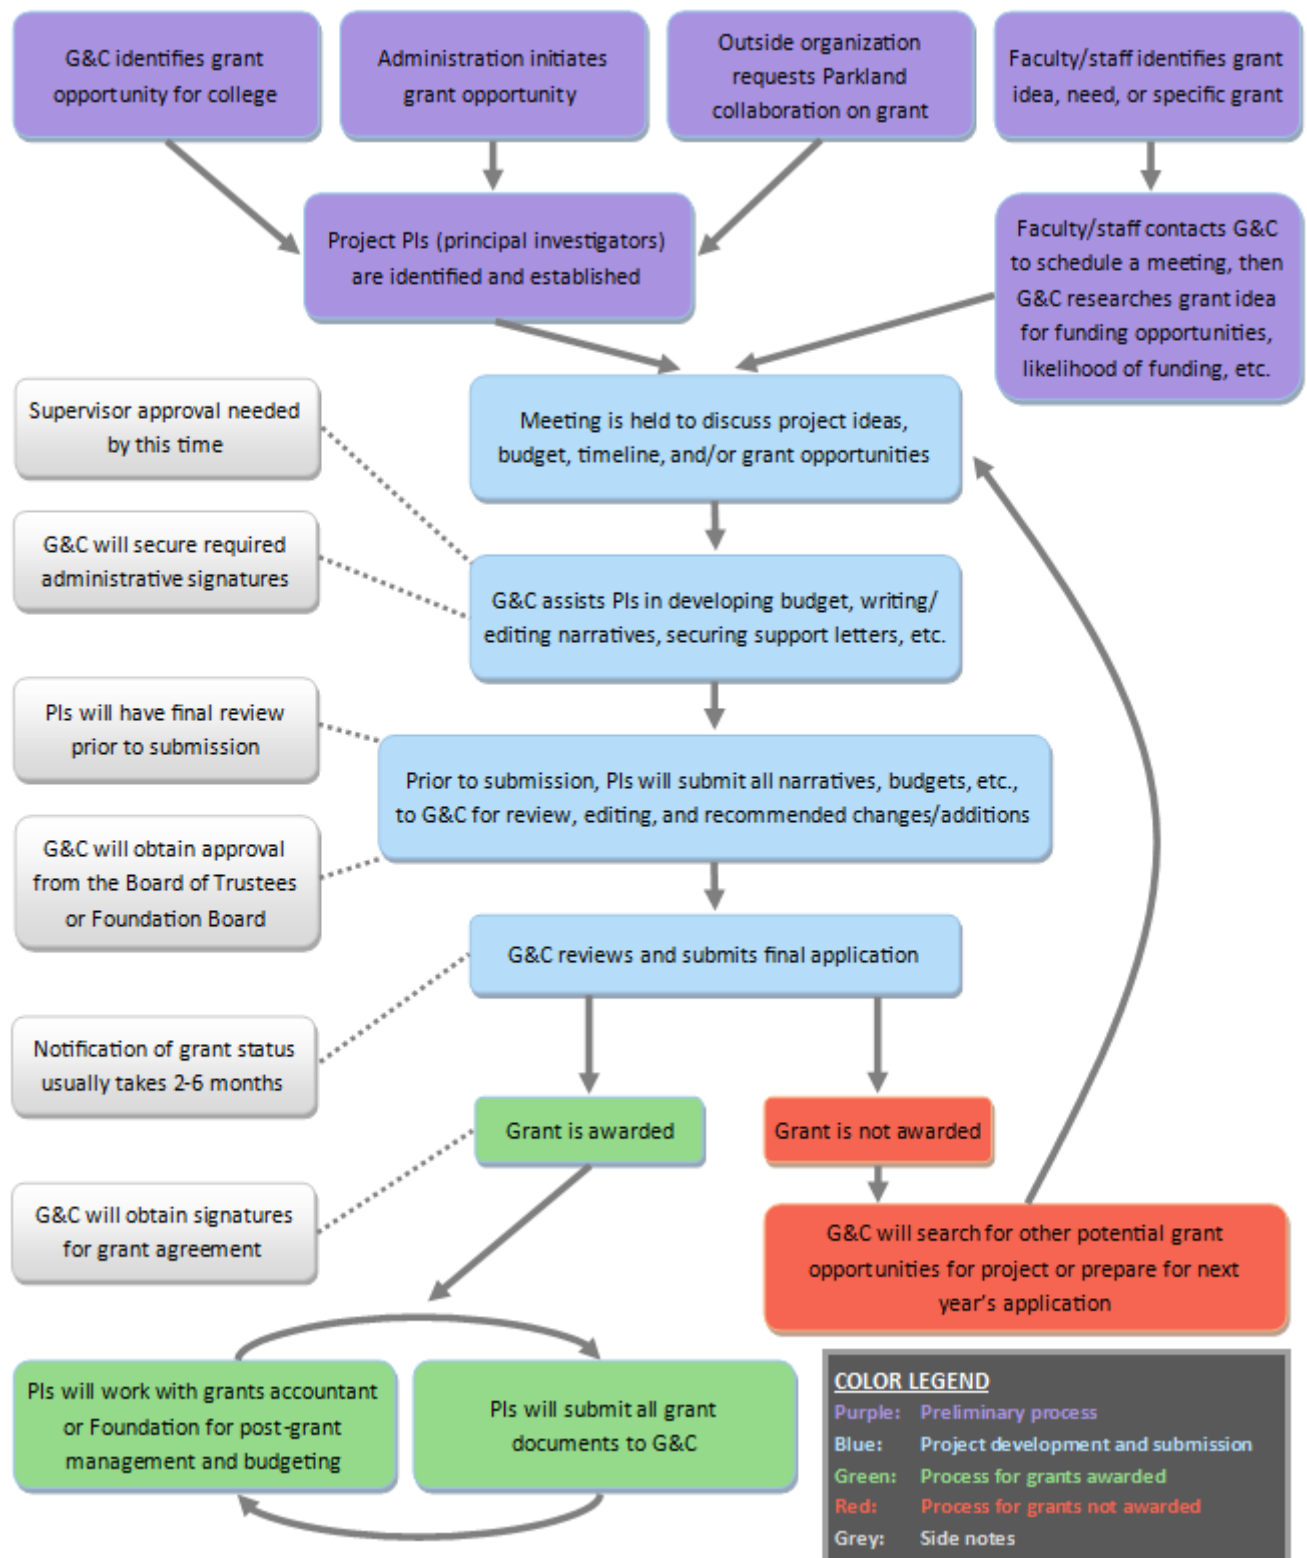 G&C identifies grant
opportunity for college
Administration initiates
grant opportunity
Outside organization
requests Parkland
collaboration on grant
Faculty/staff identifies grant
idea, need, or specific grant
Project PIs (principal investigators)
are identified and established
Faculty/staff contacts G&C
to schedule a meeting, then
G&C researches grant idea
for funding opportunities,
likelihood of funding, etc.
Supervisor approval needed
by this time
Meeting is held to discuss project ideas,
budget, timeline, and/or grant opportunities
G&C will secure required
administrative signatures
G&C assists PIs in developing budget, writing/
editing narratives, securing support letters, etc.
PIs will have final review
prior to submission
Prior to submission, PIs will submit all narratives, budgets, etc.,
to G&C for review, editing, and recommended changes/additions
G&C will obtain approval
from the Board of Trustees
or Foundation Board
G&C reviews and submits final application
Notification of grant status
usually takes 2-6 months
Grant is awarded
Grant is not awarded
G&C will obtain signatures
for grant agreement
G&C will search for other potential grant
opportunities for project or prepare for next
year's application
PIs will work with grants accountant
or Foundation for post-grant
management and budgeting
PIs will submit all grant
documents to G&C
COLOR LEGEND
Purple: Preliminary process
Blue: Project development and submission
Green: Process for grants awarded
Red: Process for grants not awarded
Grey: Side notes